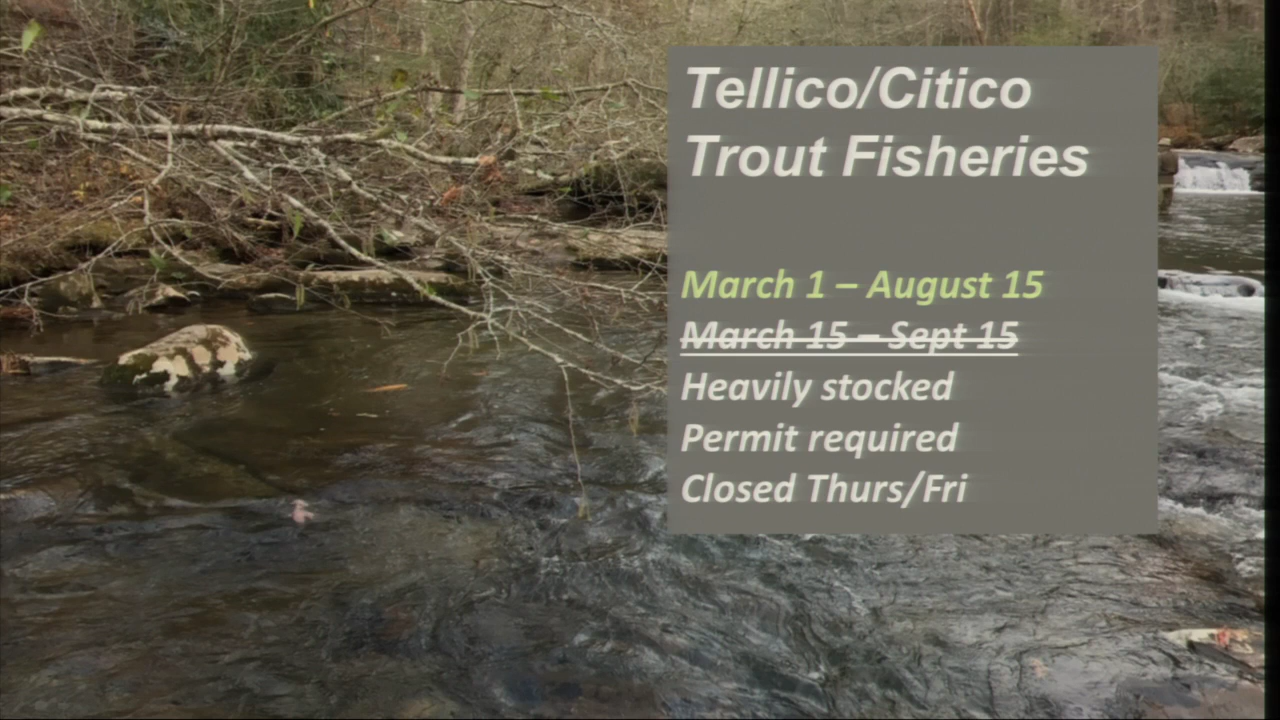 Tellico/Citico
Trout Fisheries
March 1 – August 15
March 15 – Sept 15
Heavily stocked
Permit required
Closed Thurs/Fri